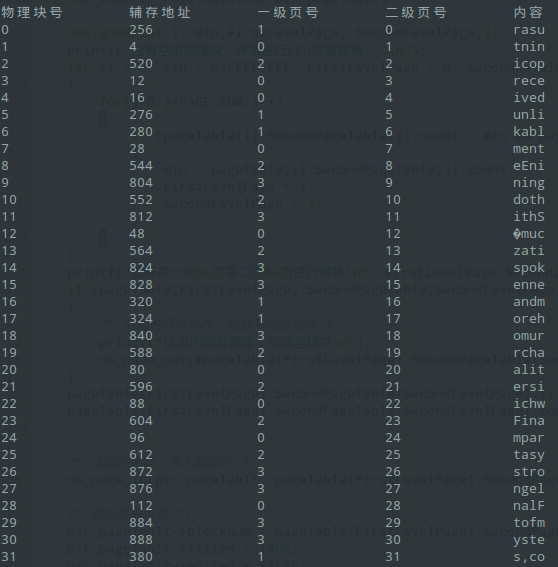 物理块号 辅存地址 一级页号 二级页号 内容
0 256 1 0 rasu
1 4 0 1 tnin
2 520 2 2 icop
3 12 0 3 rece
4 16 0 4 ived
5 276 1 5 unli
6 280 1 6 kabl
7 28 0 7 ment
8 544 2 8 eEni
9 804 3 9 ning
10 552 2 10 doth
11 812 3 11 ithS
12 48 0 12 �muc
13 564 2 13 zati
14 824 3 14 spok
15 828 3 15 enne
16 320 1 16 andm
17 324 1 17 oreh
18 840 3 18 omur
19 588 2 19 rcha
20 80 0 20 alit
21 596 2 21 ersi
22 88 0 22 ichw
23 604 2 23 Fina
24 96 0 24 mpar
25 612 2 25 tasy
26 872 3 26 stro
27 876 3 27 ngel
28 112 0 28 nalF
29 884 3 29 tofm
30 888 3 30 yste
31 380 1 31 s,co